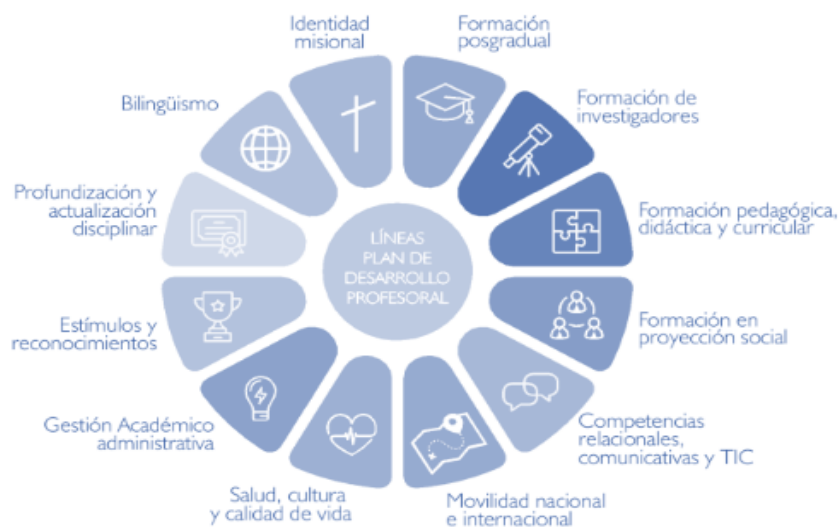 Identidad
misional
Formación
posgradual
Formación de
investigadores
Formación pedagógica,
didáctica y curricular
Formación en
proyección social
Competencias
relacionales,
comunicativas y TIC
Movilidad nacional
e internacional
Salud, cultura
y calidad de vida
Gestión Académico
administrativa
Estímulos y
reconocimientos
Profundización y
actualización
disciplinar
Bilingüismo
LÍNEAS
PLAN DE
DESARROLLO
PROFESORAL